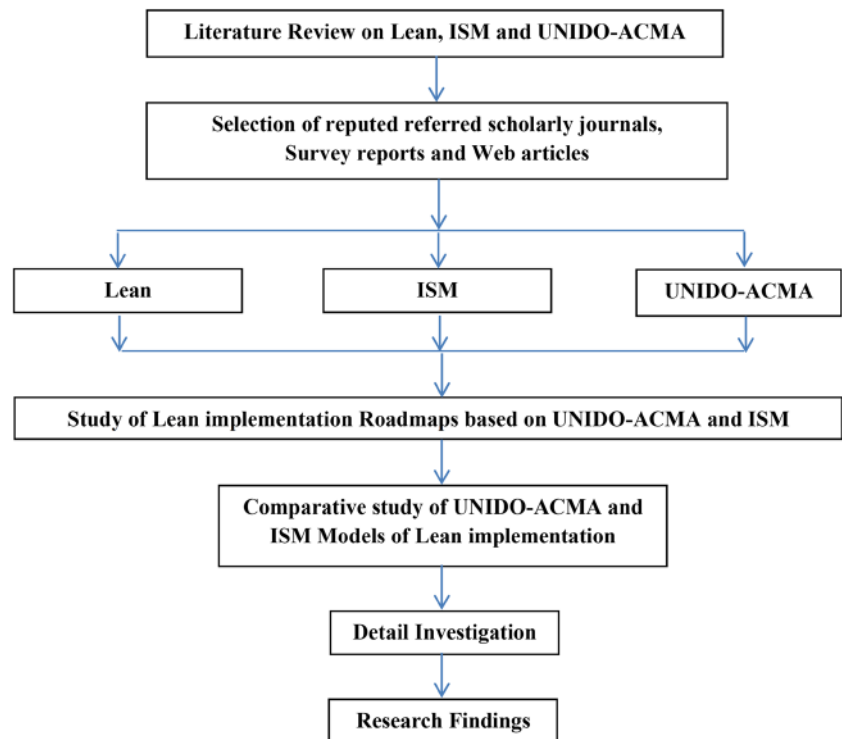 Literature Review on Lean, ISM and UNIDO-ACMA
Selection of reputed referred scholarly journals,
Survey reports and Web articles
Lean
ISM
UNIDO-ACMA
Study of Lean implementation Roadmaps based on UNIDO-ACMA and ISM
Comparative study of UNIDO-ACMA and
ISM Models of Lean implementation
Detail Investigation
Research Findings